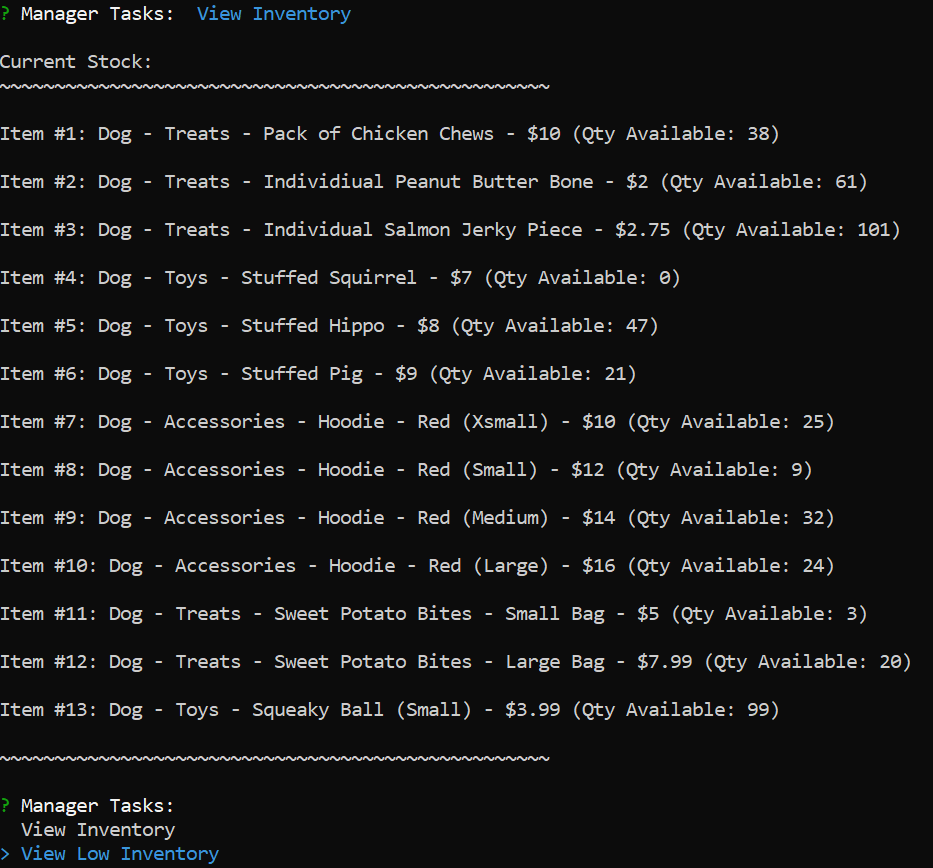 ? Manager Tasks:  View Inventory
Current Stock:
~~~~~~~~~~~~~~~~~~~~~~~~~~~~~~~~~~~~~~~~~~~~~~~~~~
Item #1: Dog - Treats - Pack of Chicken Chews - $10 (Qty Available: 38)
Item #2: Dog - Treats - Individiual Peanut Butter Bone - $2 (Qty Available: 61)
Item #3: Dog - Treats - Individual Salmon Jerky Piece - $2.75 (Qty Available: 101)
Item #4: Dog - Toys - Stuffed Squirrel - $7 (Qty Available: 0)
Item #5: Dog - Toys - Stuffed Hippo - $8 (Qty Available: 47)
Item #6: Dog - Toys - Stuffed Pig - $9 (Qty Available: 21)
Item #7: Dog - Accessories - Hoodie - Red (Xsmall) - $10 (Qty Available: 25)
Item #8: Dog - Accessories - Hoodie - Red (Small) - $12 (Qty Available: 9)
Item #9: Dog - Accessories - Hoodie - Red (Medium) - $14 (Qty Available: 32)
Item #10: Dog - Accessories - Hoodie - Red (Large) - $16 (Qty Available: 24)
Item #11: Dog - Treats - Sweet Potato Bites - Small Bag - $5 (Qty Available: 3)
Item #12: Dog - Treats - Sweet Potato Bites - Large Bag - $7.99 (Qty Available: 20)
Item #13: Dog - Toys - Squeaky Ball (Small) - $3.99 (Qty Available: 99)
~~~~~~~~~~~~~~~~~~~~~~~~~~~~~~~~~~~~~~~~~~~~~~~~~~
? Manager Tasks:
  View Inventory
> View Low Inventory